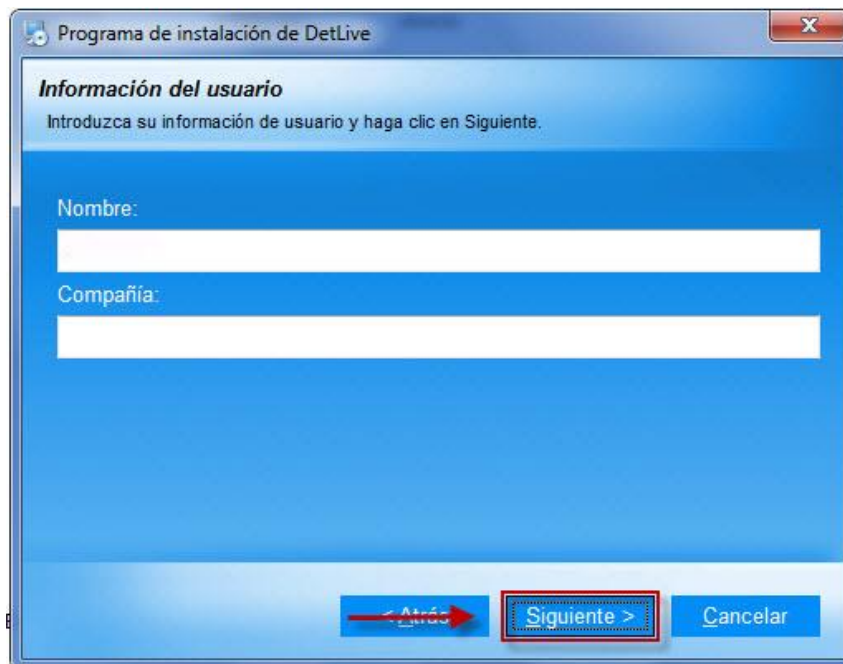 Programa de instalación de DetLive
Información del usuario
Introduzca su información de usuario y haga clic en Siguiente.
Nombre:
Compañía:
< Atrás
Siguiente >
Cancelar